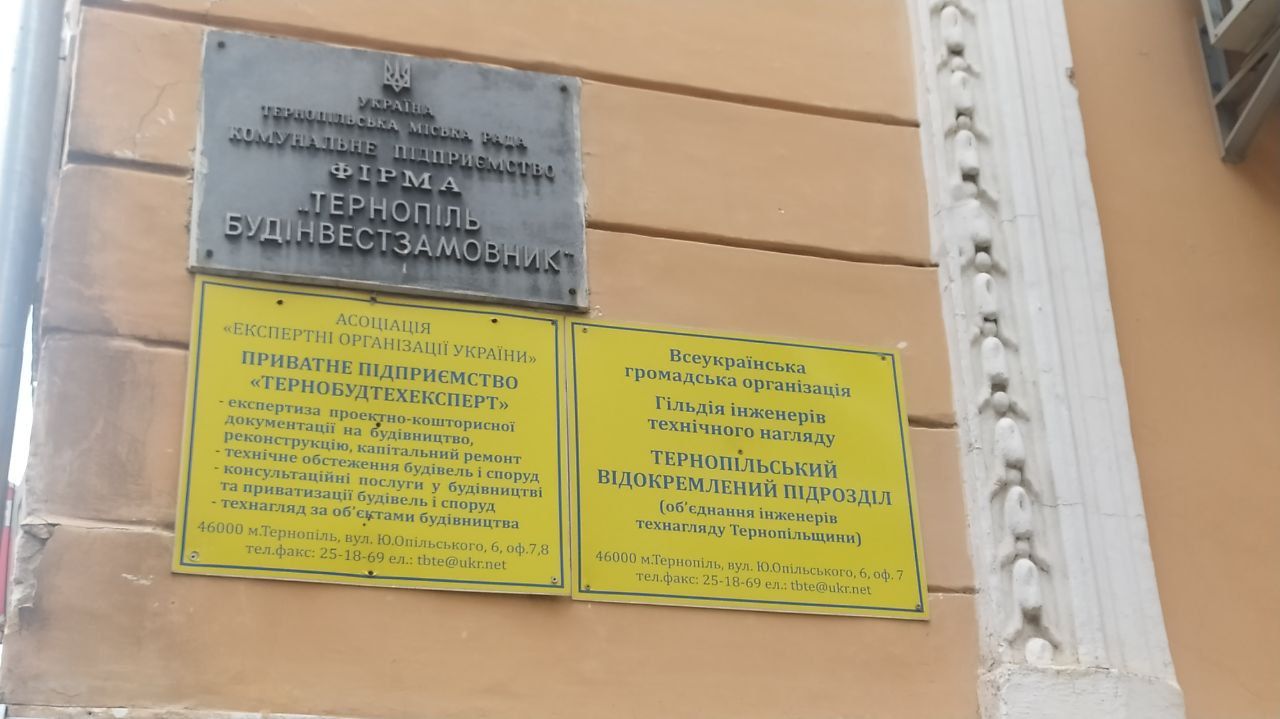 УКРАЇНА
ТЕРНОПІЛЬСЬКА МІСЬКА РАДА
КОМУНАЛЬНЕ ПІДПРИЄМСТВО
ФІРМА
„ТЕРНОПІЛЬ
БУДІНВЕСТЗАМОВНИК"
АСОЦІАЦІЯ
«ЕКСПЕРТНІ ОРГАНІЗАЦІЇ УКРАЇНИ»
ПРИВАТНЕ ПІДПРИЄМСТВО
«ТЕРНОБУДТЕХЕКСПЕРТ»
- експертиза проектно-кошторисної
документації на будівництво,
реконструкцію, капітальний ремонт
- технічне обстеження будівель і споруд
- консультаційні послуги у будівництві
та приватизації будівель і споруд
- технагляд за об'єктами будівництва
46000 м.Тернопіль, вул. Ю.Опільського, 6, оф.7,8
тел.факс: 25-18-69 ел.: tbte@ukr.net
Всеукраїнська
громадська організація
Гільдія інженерів
технічного нагляду
ТЕРНОПІЛЬСЬКИЙ
ВІДОКРЕМЛЕНИЙ ПІДРОЗДІЛ
(об'єднання інженерів
технагляду Тернопільщини)
46000 м.Тернопіль, вул. Ю.Опільського, 6, оф. 7
тел.факс: 25-18-69 ел.: tbte@ukr.net